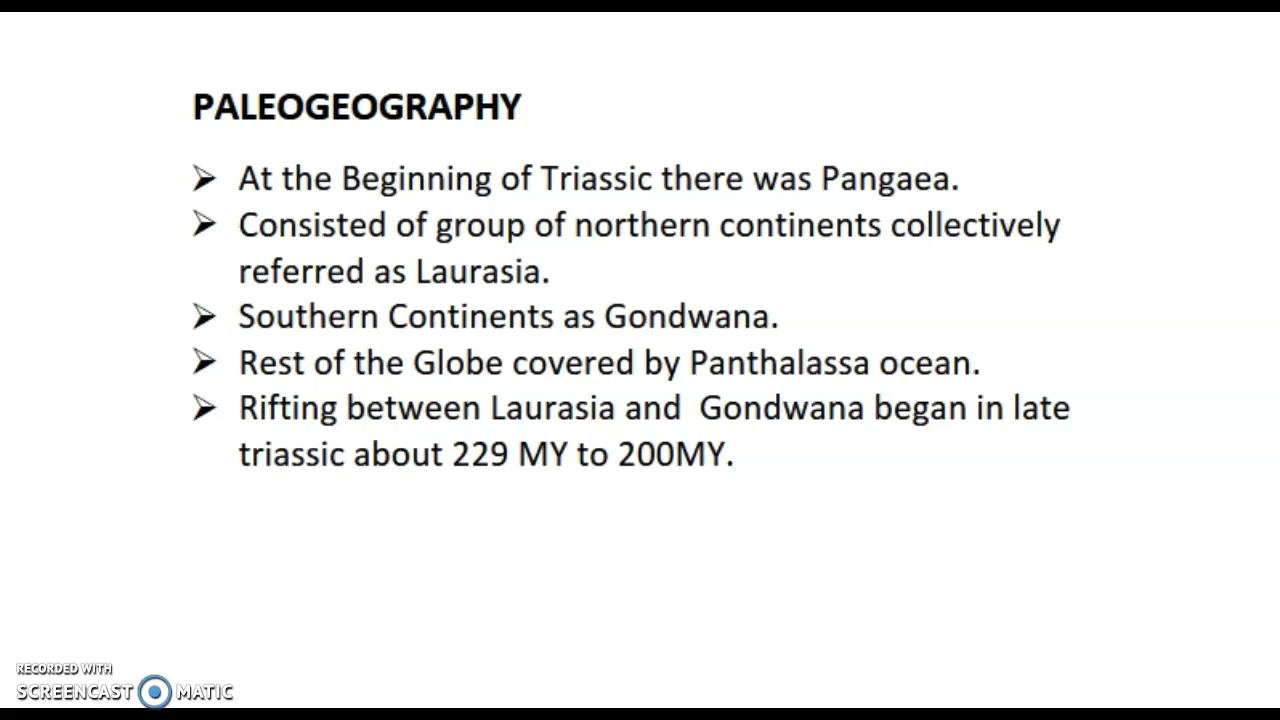 PALEOGEOGRAPHY
➢ At the Beginning of Triassic there was Pangaea.
➢ Consisted of group of northern continents collectively
referred as Laurasia.
➢ Southern Continents as Gondwana.
➢ Rest of the Globe covered by Panthalassa ocean.
➢ Rifting between Laurasia and  Gondwana began in late
triassic about 229 MY to 200MY.
RECORDED WITH
SCREENCAST MATIC